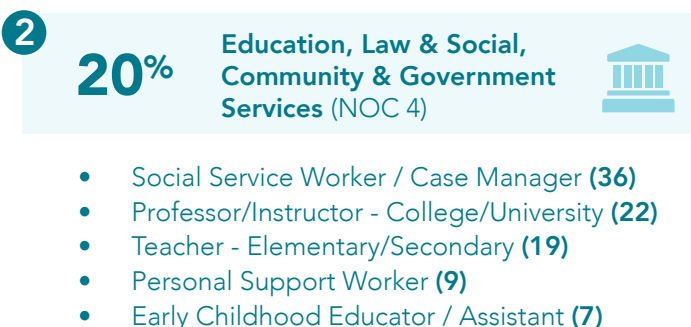 2
20%
Education, Law & Social,
Community & Government
Services (NOC 4)
• Social Service Worker / Case Manager (36)
• Professor/Instructor - College/University (22)
• Teacher - Elementary/Secondary (19)
• Personal Support Worker (9)
• Early Childhood Educator / Assistant (7)